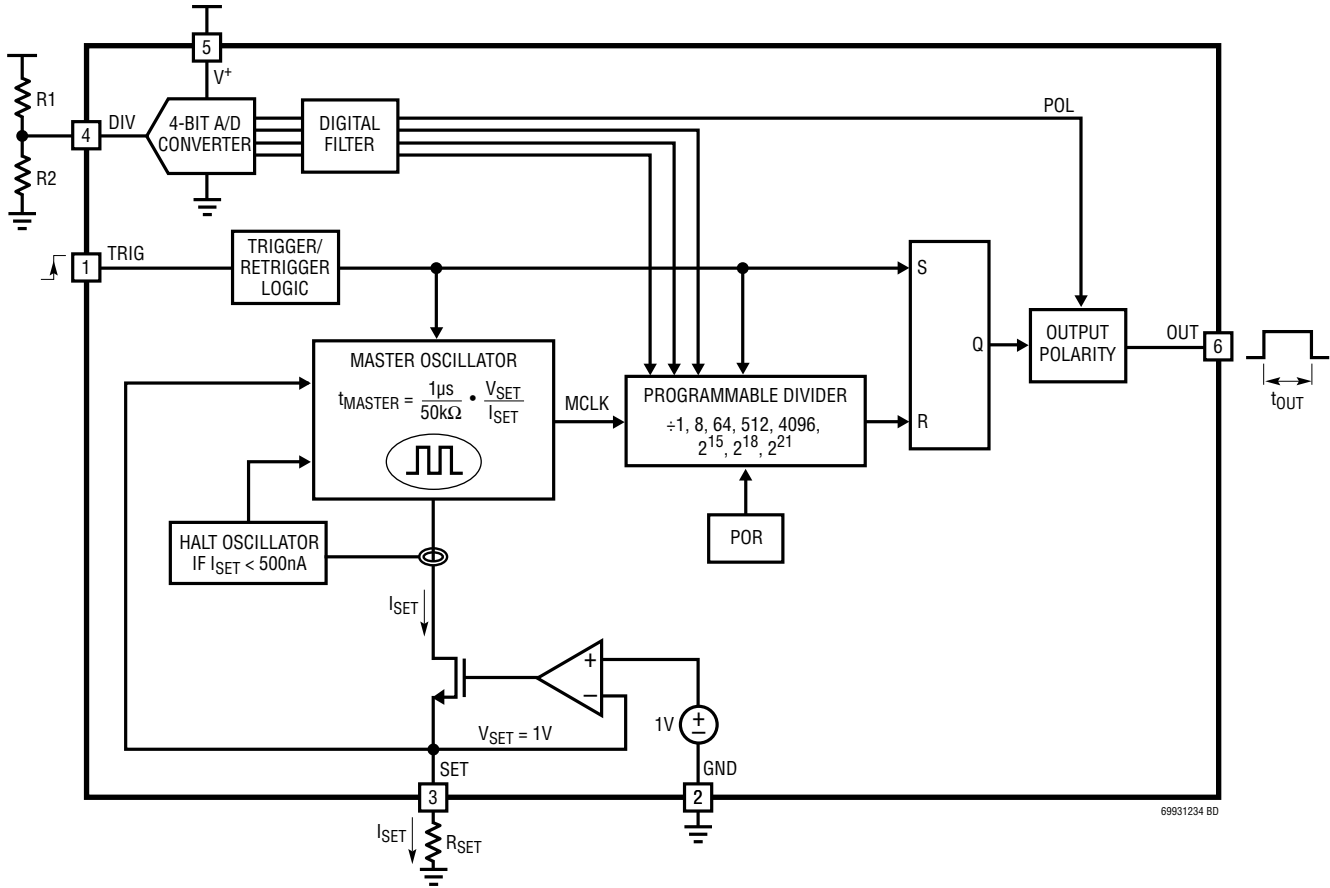 5
V+
R1
4
DIV
4-BIT A/D
CONVERTER
DIGITAL
FILTER
POL
R2
1
TRIG
TRIGGER/
RETRIGGER
LOGIC
S
Q
R
OUTPUT
POLARITY
OUT
6
tOUT
MASTER OSCILLATOR
tMASTER = 1µs/50kΩ • VSET/ISET
MCLK
PROGRAMMABLE DIVIDER
÷1, 8, 64, 512, 4096,
2^15, 2^18, 2^21
POR
HALT OSCILLATOR
IF ISET < 500nA
ISET
+
−
1V
+
−
VSET = 1V
SET
GND
3
2
69931234 BD
ISET
RSET